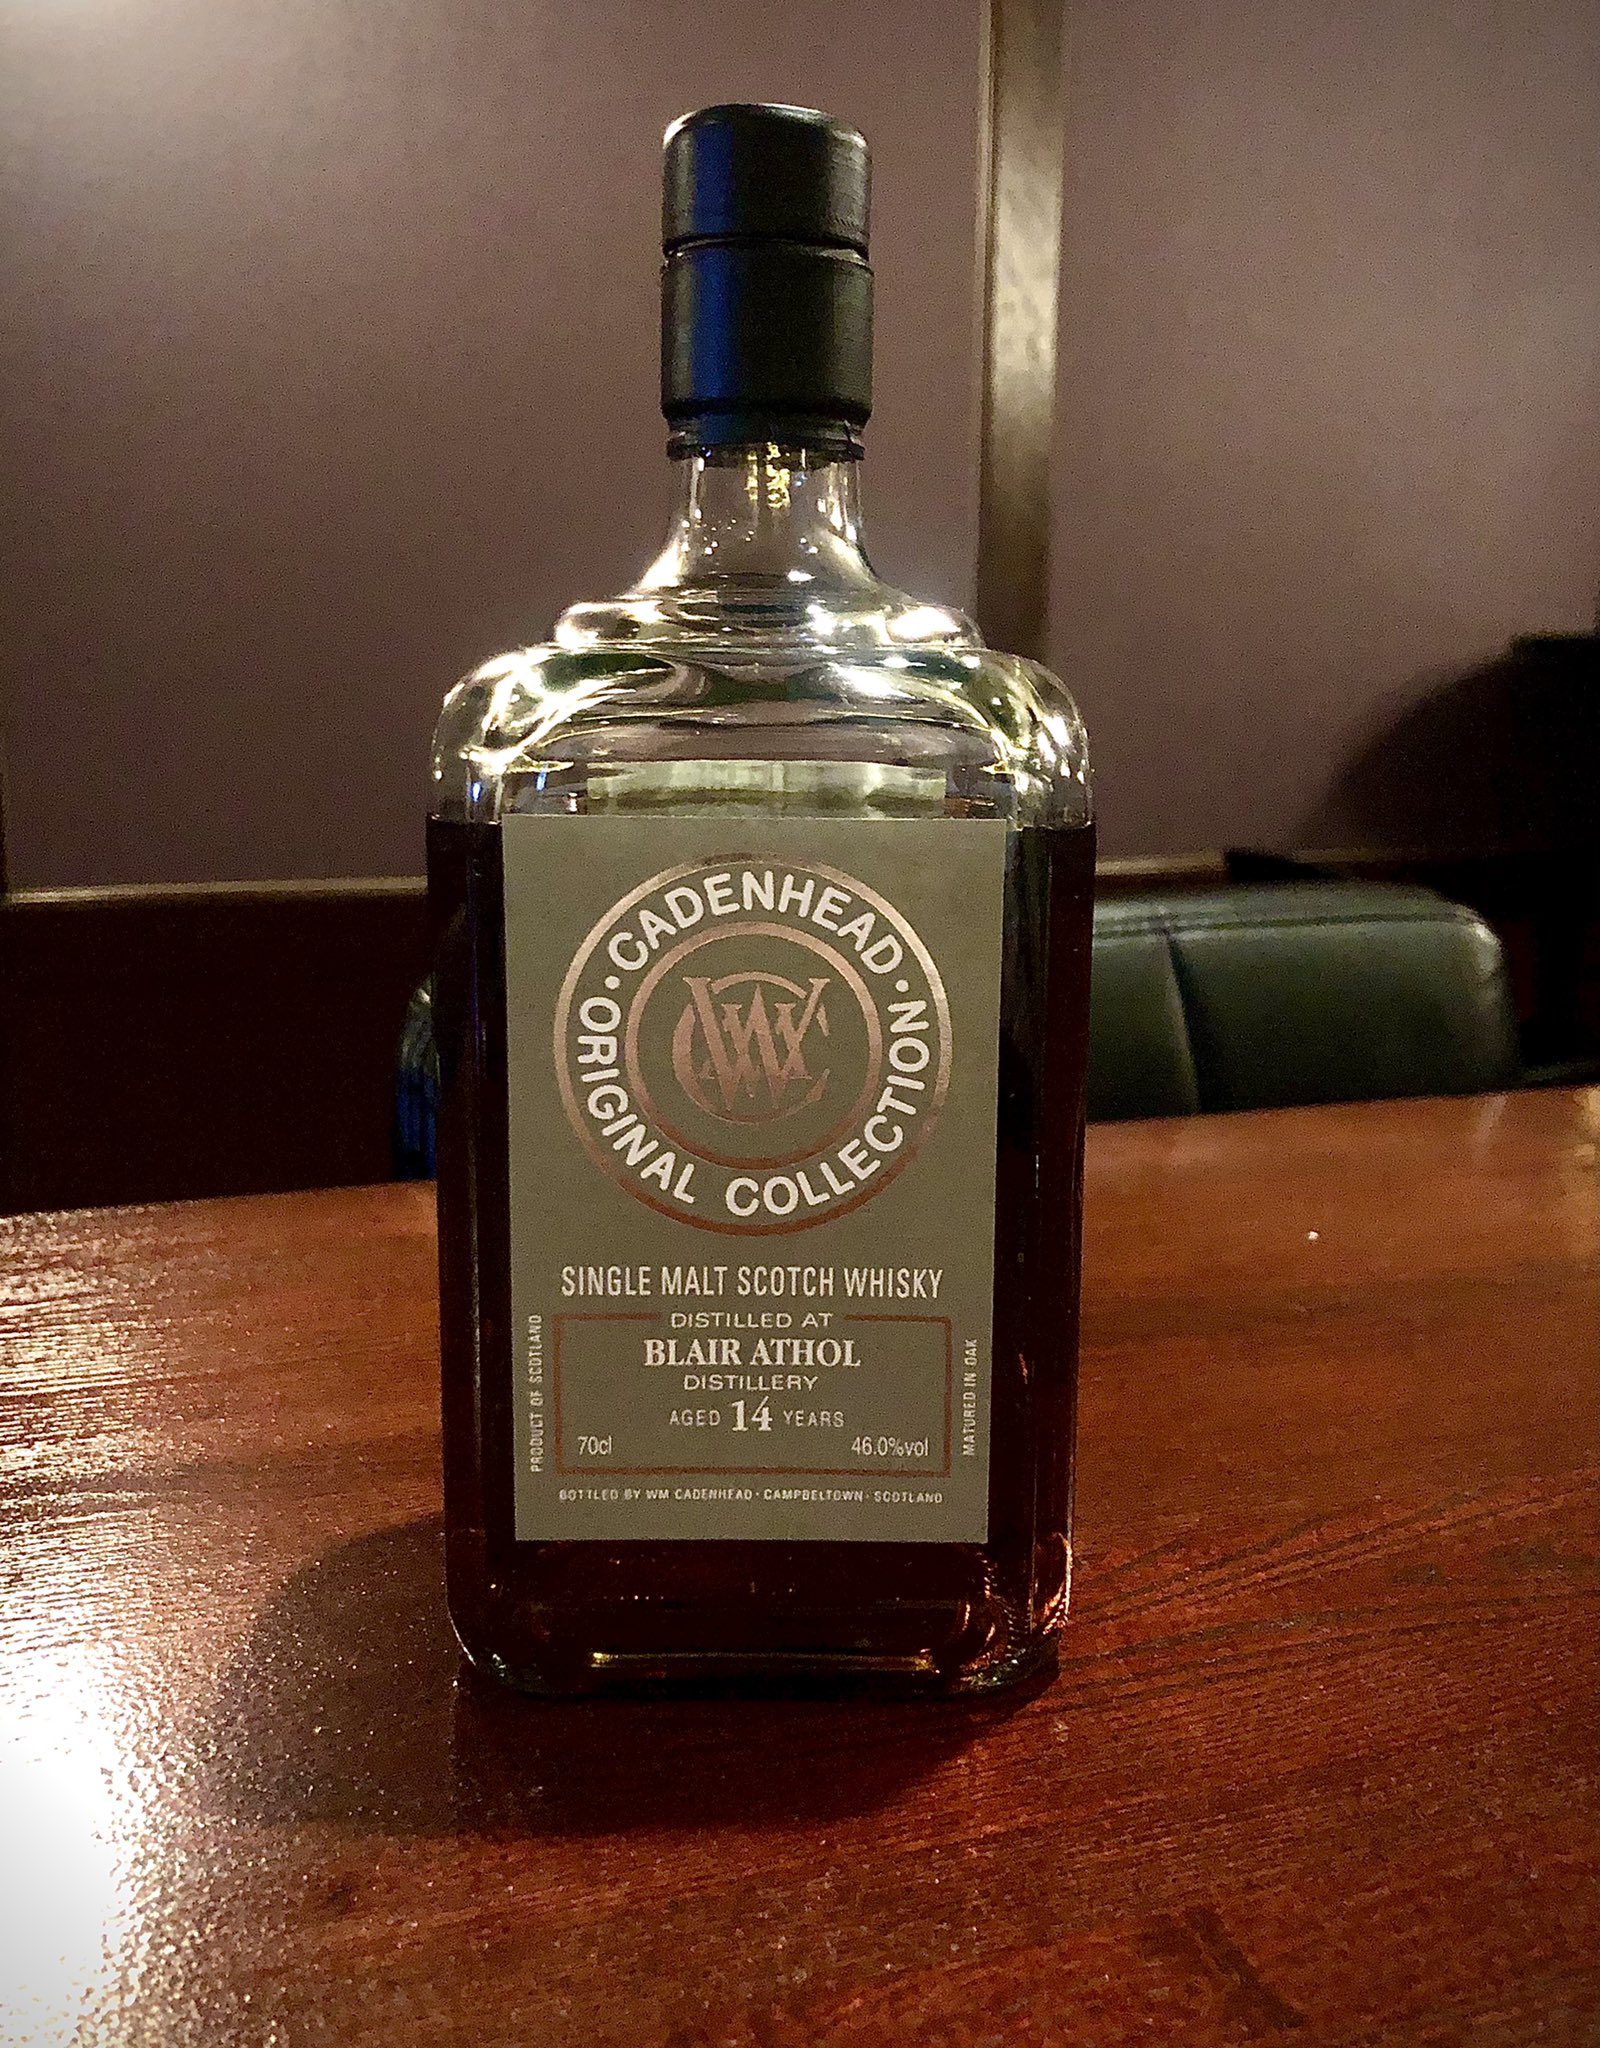 · CADENHEAD ·
ORIGINAL COLLECTION
WC
SINGLE MALT SCOTCH WHISKY
DISTILLED AT
BLAIR ATHOL
DISTILLERY
AGED 14 YEARS
70cl 46.0%vol
PRODUCT OF SCOTLAND
MATURED IN OAK
BOTTLED BY WM CADENHEAD · CAMPBELTOWN · SCOTLAND